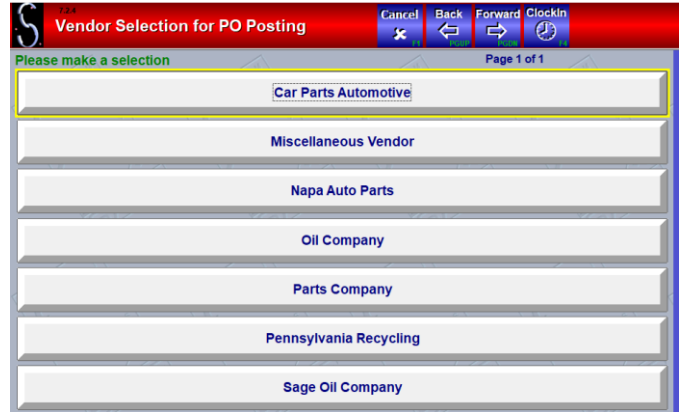 7.2.4
Vendor Selection for PO Posting
Cancel
F1
Back
PGUP
Forward
PGDN
ClockIn
F4
Please make a selection
Page 1 of 1
Car Parts Automotive
Miscellaneous Vendor
Napa Auto Parts
Oil Company
Parts Company
Pennsylvania Recycling
Sage Oil Company